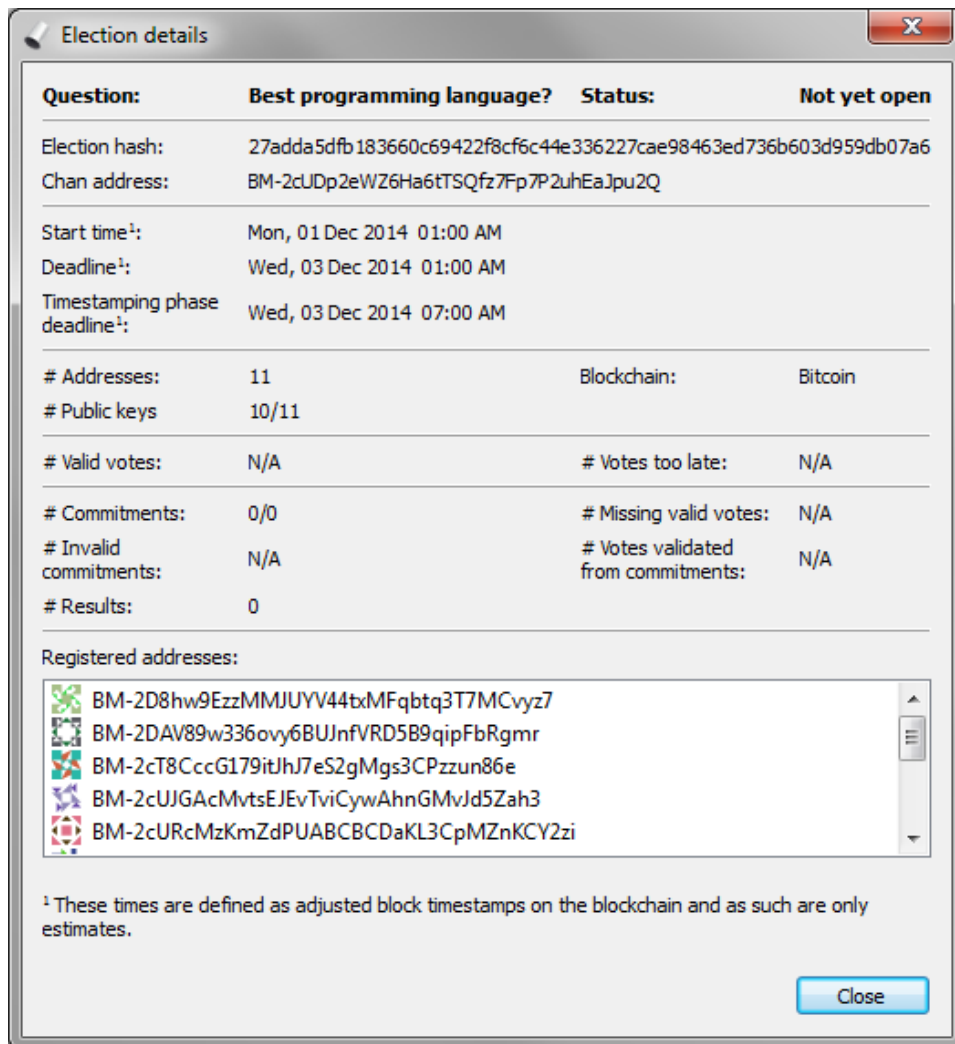 Election details
Question: Best programming language? Status: Not yet open
Election hash: 27adda5dfb183660c69422f8cf6c44e336227cae98463ed736b603d959db07a6
Chan address: BM-2cUDp2eWZ6Ha6tTSQfz7Fp7P2uhEaJpu2Q
Start time¹: Mon, 01 Dec 2014 01:00 AM
Deadline¹: Wed, 03 Dec 2014 01:00 AM
Timestamping phase
deadline¹: Wed, 03 Dec 2014 07:00 AM
# Addresses: 11 Blockchain: Bitcoin
# Public keys 10/11
# Valid votes: N/A # Votes too late: N/A
# Commitments: 0/0 # Missing valid votes: N/A
# Invalid
commitments: N/A # Votes validated
from commitments: N/A
# Results: 0
Registered addresses:
BM-2D8hw9EzzMMJUYV44txMFqbtq3T7MCvyz7
BM-2DAV89w336ovy6BUJnfVRD5B9qipFbRgmr
BM-2cT8CccG179itJhJ7eS2gMgs3CPzzun86e
BM-2cUJGAcMvtsEJEvTviCywAhnGMvJd5Zah3
BM-2cURcMzKmZdPUABCBCDaKL3CpMZnKCY2zi
¹ These times are defined as adjusted block timestamps on the blockchain and as such are only
estimates.
Close